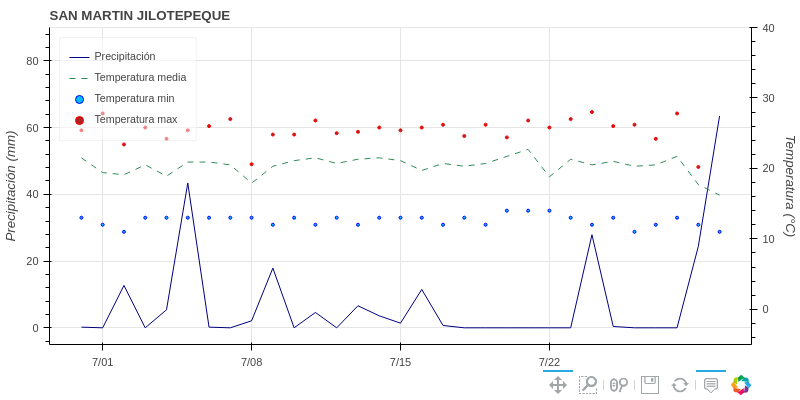 SAN MARTIN JILOTEPEQUE
Precipitación
Temperatura media
Temperatura min
Temperatura max
Precipitación (mm)
80
60
40
20
0
40
30
20
10
0
Temperatura (°C)
7/01
7/08
7/15
7/22